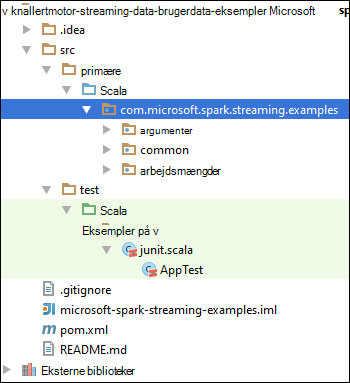 v knallertmotor-streaming-data-brugerdata-eksempler Microsoft sp
.idea
src
primære
Scala
com.microsoft.spark.streaming.examples
argumenter
common
arbejdsmængder
test
Scala
Eksempler på v
junit.scala
AppTest
.gitignore
microsoft-spark-streaming-examples.iml
pom.xml
README.md
Eksterne biblioteker